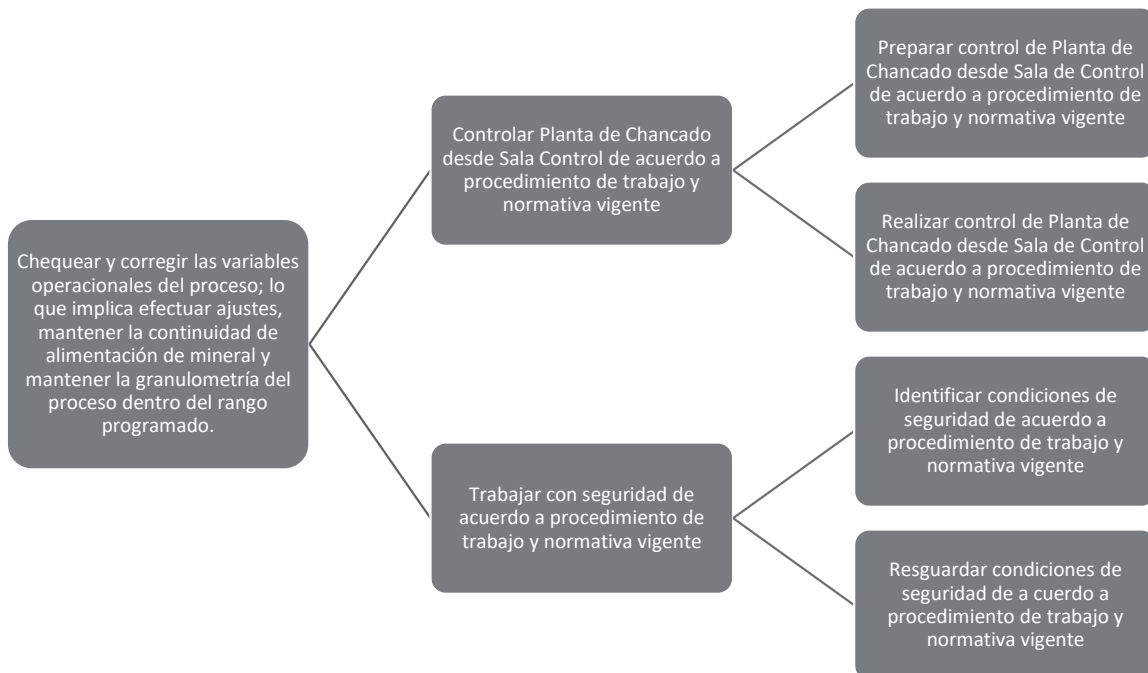 Chequear y corregir las variables
operacionales del proceso; lo
que implica efectuar ajustes,
mantener la continuidad de
alimentación de mineral y
mantener la granulometría del
proceso dentro del rango
programado.
Controlar Planta de Chancado
desde Sala Control de acuerdo a
procedimiento de trabajo y
normativa vigente
Preparar control de Planta de
Chancado desde Sala de Control
de acuerdo a procedimiento de
trabajo y normativa vigente
Realizar control de Planta de
Chancado desde Sala de Control
de acuerdo a procedimiento de
trabajo y normativa vigente
Trabajar con seguridad de
acuerdo a procedimiento de
trabajo y normativa vigente
Identificar condiciones de
seguridad de acuerdo a
procedimiento de trabajo y
normativa vigente
Resguardar condiciones de
seguridad de a cuerdo a
procedimiento de trabajo y
normativa vigente